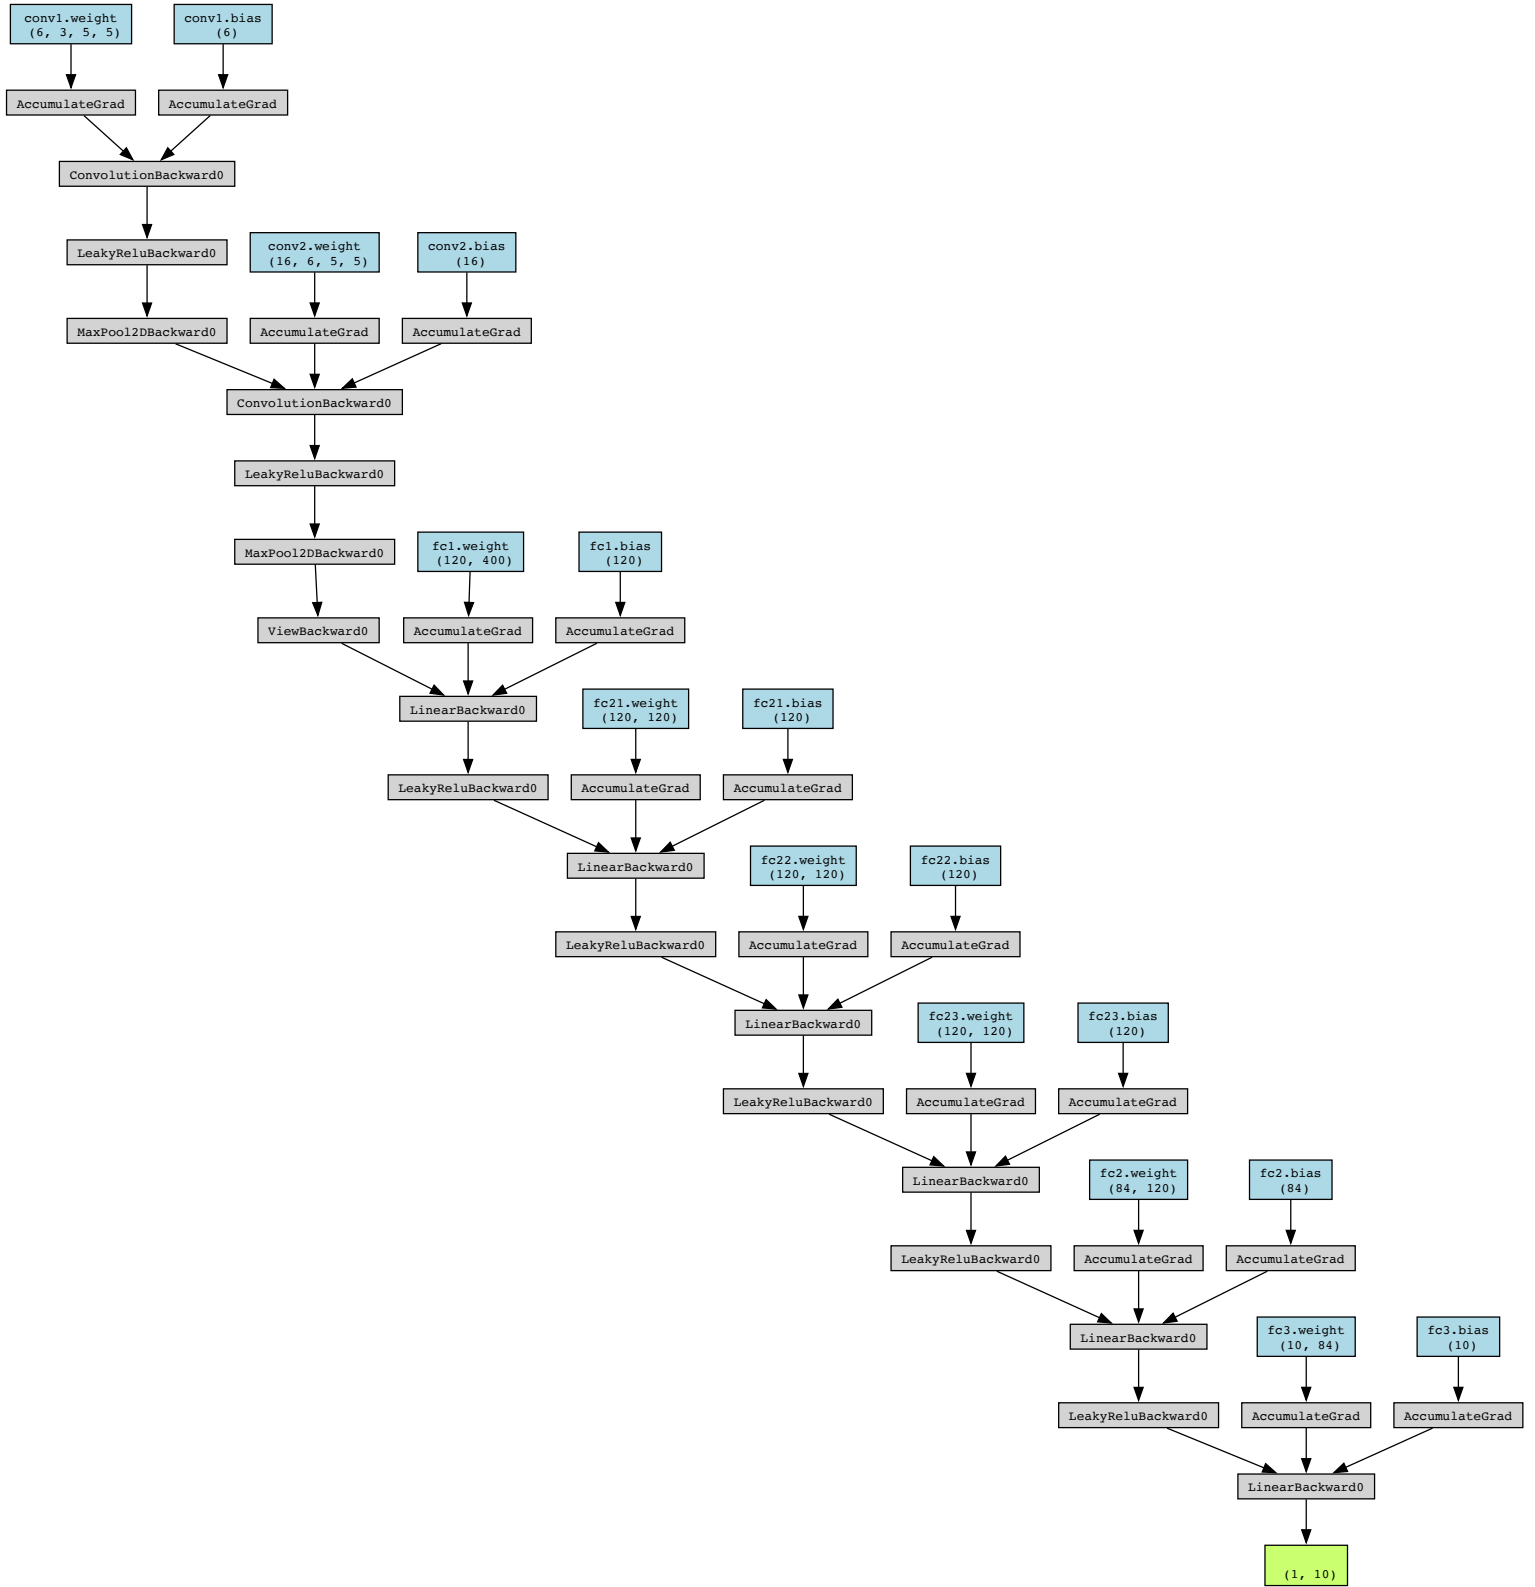 conv1.weight
(6, 3, 5, 5)
conv1.bias
(6)
AccumulateGrad
AccumulateGrad
ConvolutionBackward0
LeakyReluBackward0
conv2.weight
(16, 6, 5, 5)
conv2.bias
(16)
MaxPool2DBackward0
AccumulateGrad
AccumulateGrad
ConvolutionBackward0
LeakyReluBackward0
MaxPool2DBackward0
fc1.weight
(120, 400)
fc1.bias
(120)
ViewBackward0
AccumulateGrad
AccumulateGrad
LinearBackward0
fc21.weight
(120, 120)
fc21.bias
(120)
LeakyReluBackward0
AccumulateGrad
AccumulateGrad
LinearBackward0
fc22.weight
(120, 120)
fc22.bias
(120)
LeakyReluBackward0
AccumulateGrad
AccumulateGrad
LinearBackward0
fc23.weight
(120, 120)
fc23.bias
(120)
LeakyReluBackward0
AccumulateGrad
AccumulateGrad
LinearBackward0
fc2.weight
(84, 120)
fc2.bias
(84)
LeakyReluBackward0
AccumulateGrad
AccumulateGrad
LinearBackward0
fc3.weight
(10, 84)
fc3.bias
(10)
LeakyReluBackward0
AccumulateGrad
AccumulateGrad
LinearBackward0
(1, 10)